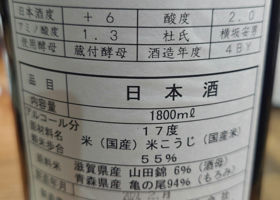 日本酒度 +6 酸度 2.0
アミノ酸度 1.3 杜氏 横坂安男
使用酵母 蔵付酵母 酒造年度 4BY
品目 日本酒
内容量 1800ml
アルコール分 17度
原材料名 米(国産)米こうじ(国産米)
精米歩合 55%
原料米 滋賀県産 山田錦 6%(酒母)
青森県産 亀の尾94%(もろみ)